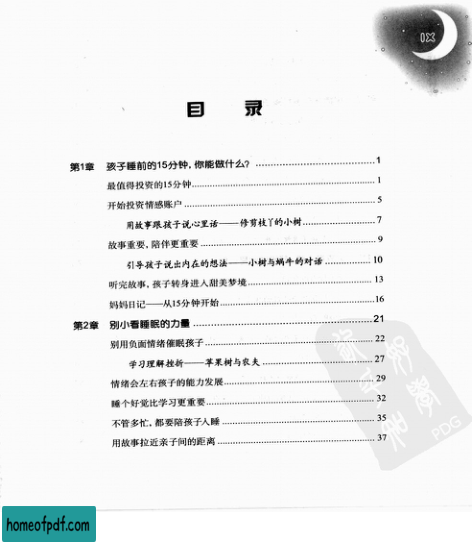 IX
目 录
第1章 孩子睡前的15分钟，你能做什么？ ……………………………1
最值得投资的15分钟……………………………………………1
开始投资情感账户………………………………………………5
用故事跟孩子说心里话——修剪枝丫的小树………………7
故事重要，陪伴更重要…………………………………………9
引导孩子说出内在的想法——小树与蜗牛的对话…………10
听完故事，孩子转身进入甜美梦境……………………………13
妈妈日记——从15分钟开始……………………………………16
第2章 别小看睡眠的力量……………………………………………21
别用负面情绪催眠孩子…………………………………………22
学习理解挫折——苹果树与农夫……………………………27
情绪会左右孩子的能力发展……………………………………29
睡个好觉比学习更重要…………………………………………32
不管多忙，都要陪孩子入睡……………………………………35
用故事拉近亲子间的距离………………………………………37
PDG
homeofpdf.com